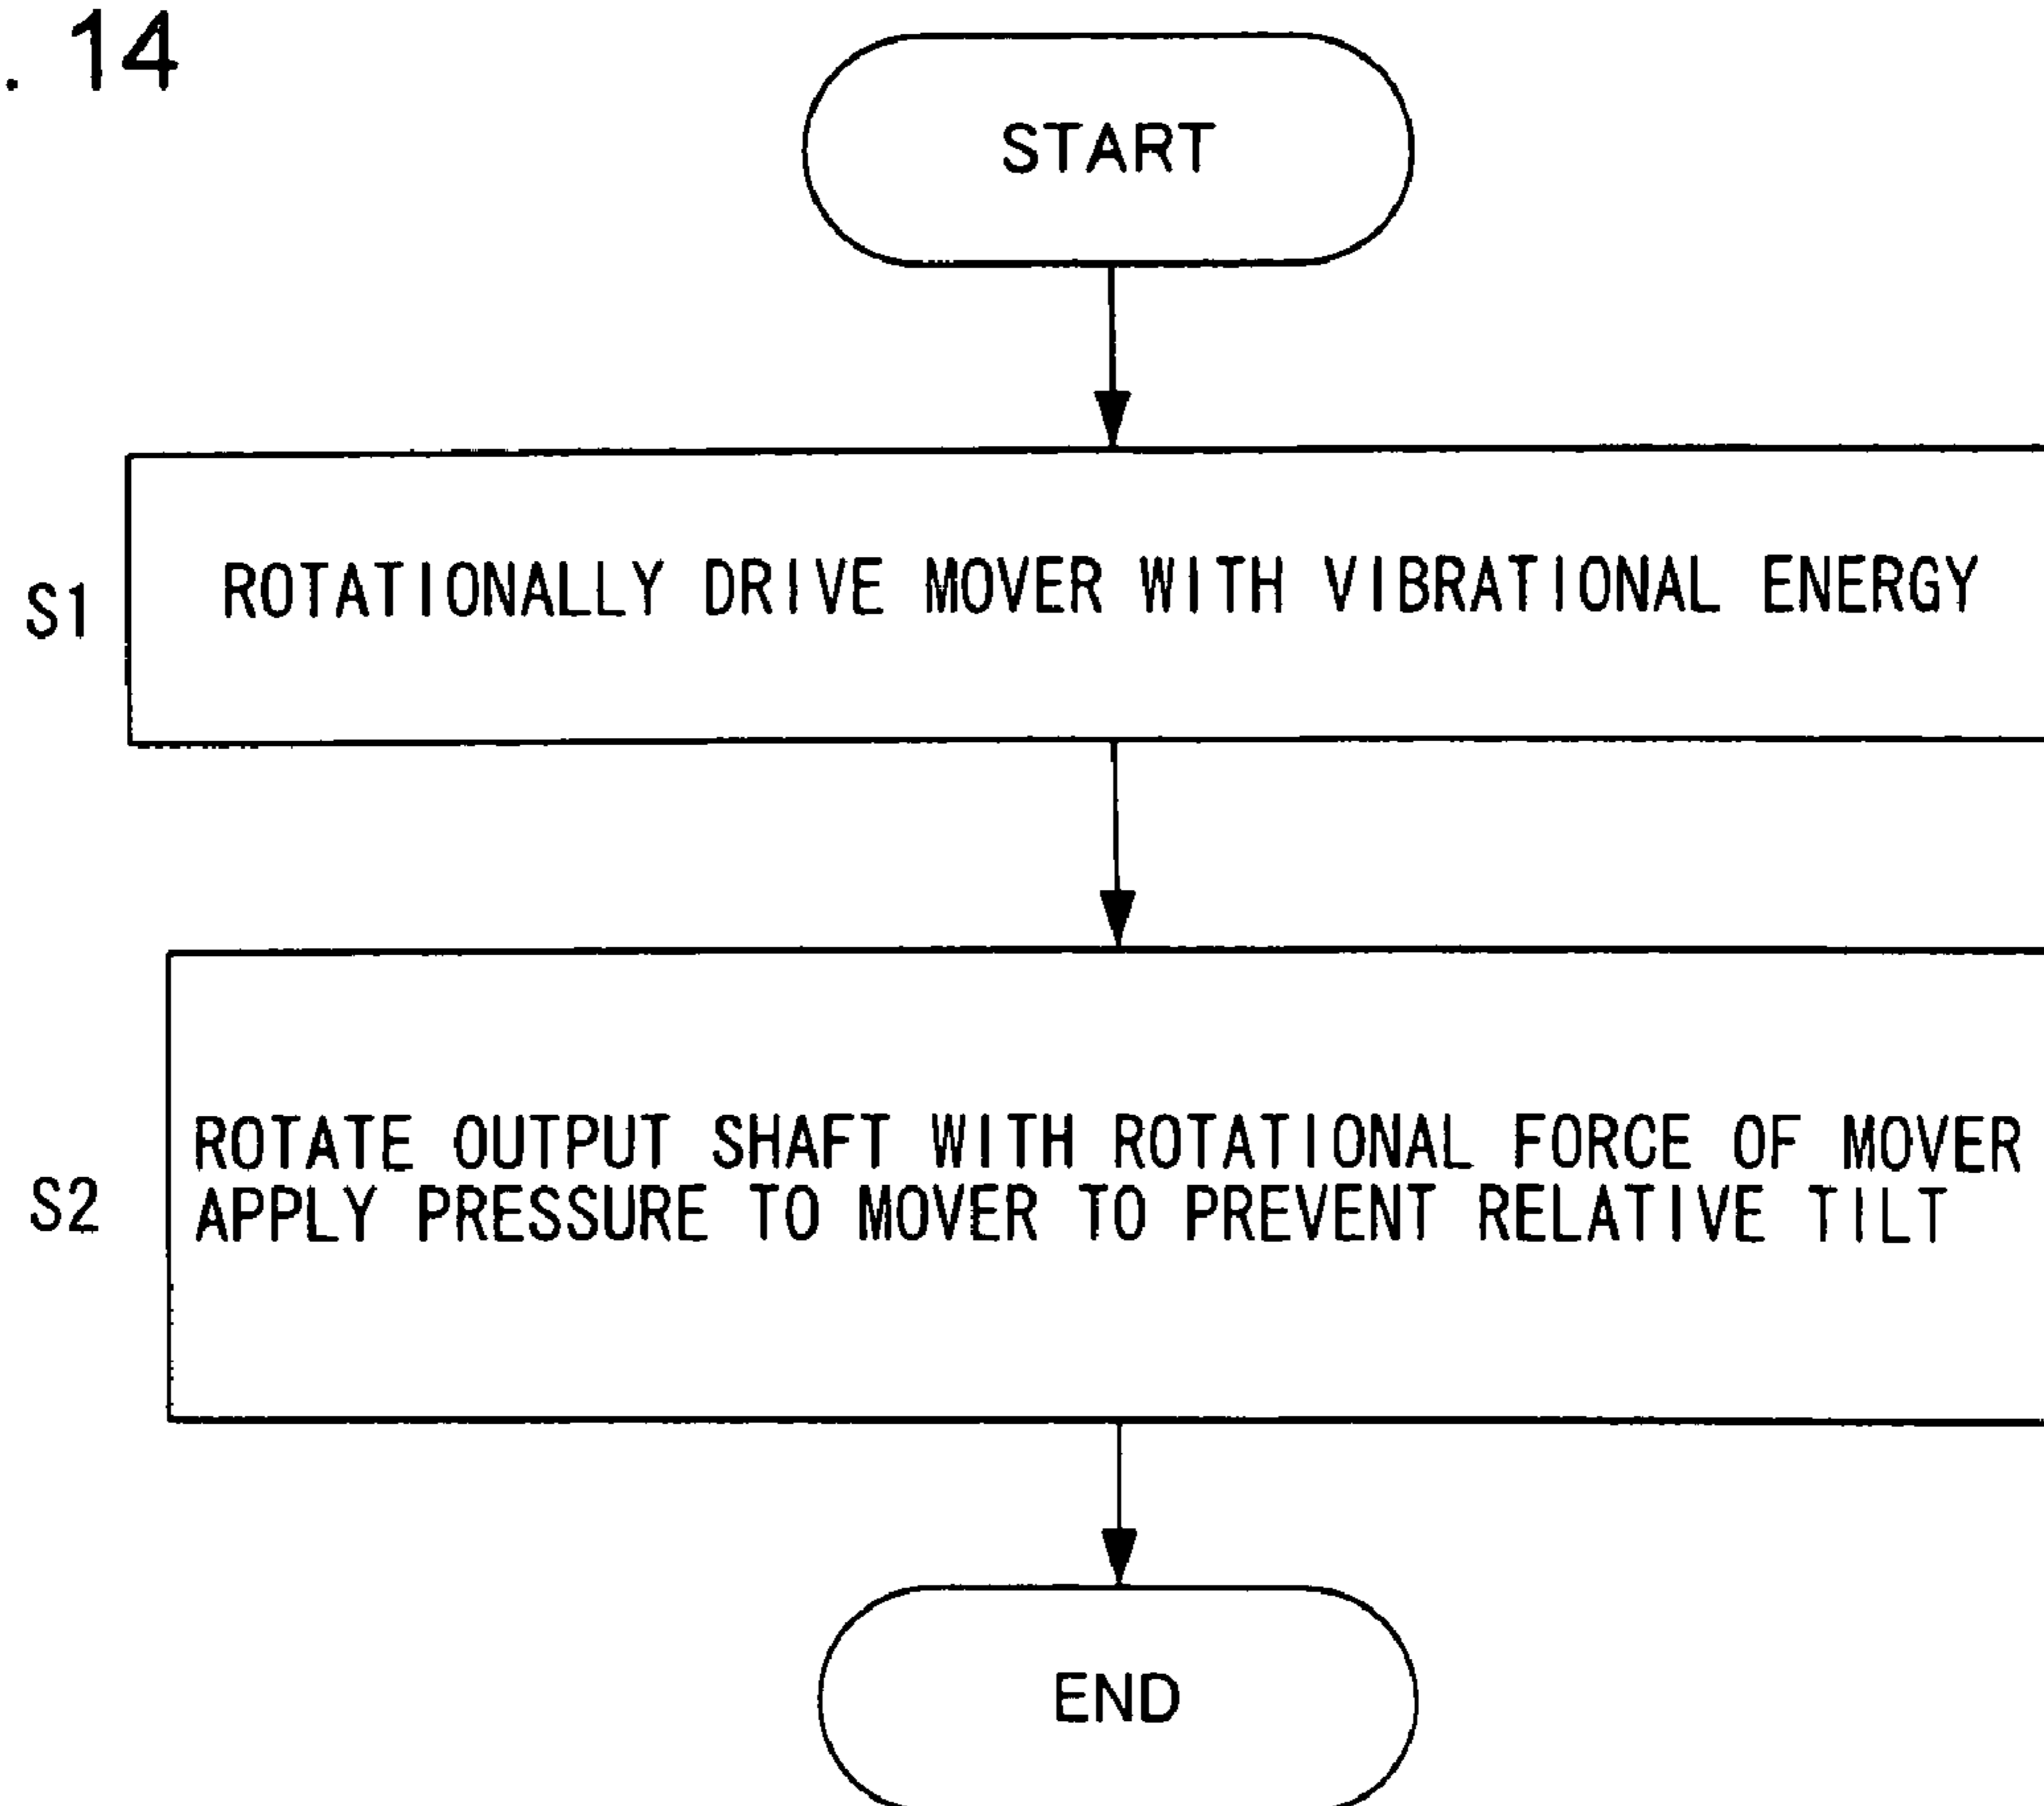 . 14
START
S1
ROTATIONALLY DRIVE MOVER WITH VIBRATIONAL ENERGY
S2
ROTATE OUTPUT SHAFT WITH ROTATIONAL FORCE OF MOVER
APPLY PRESSURE TO MOVER TO PREVENT RELATIVE TILT
END